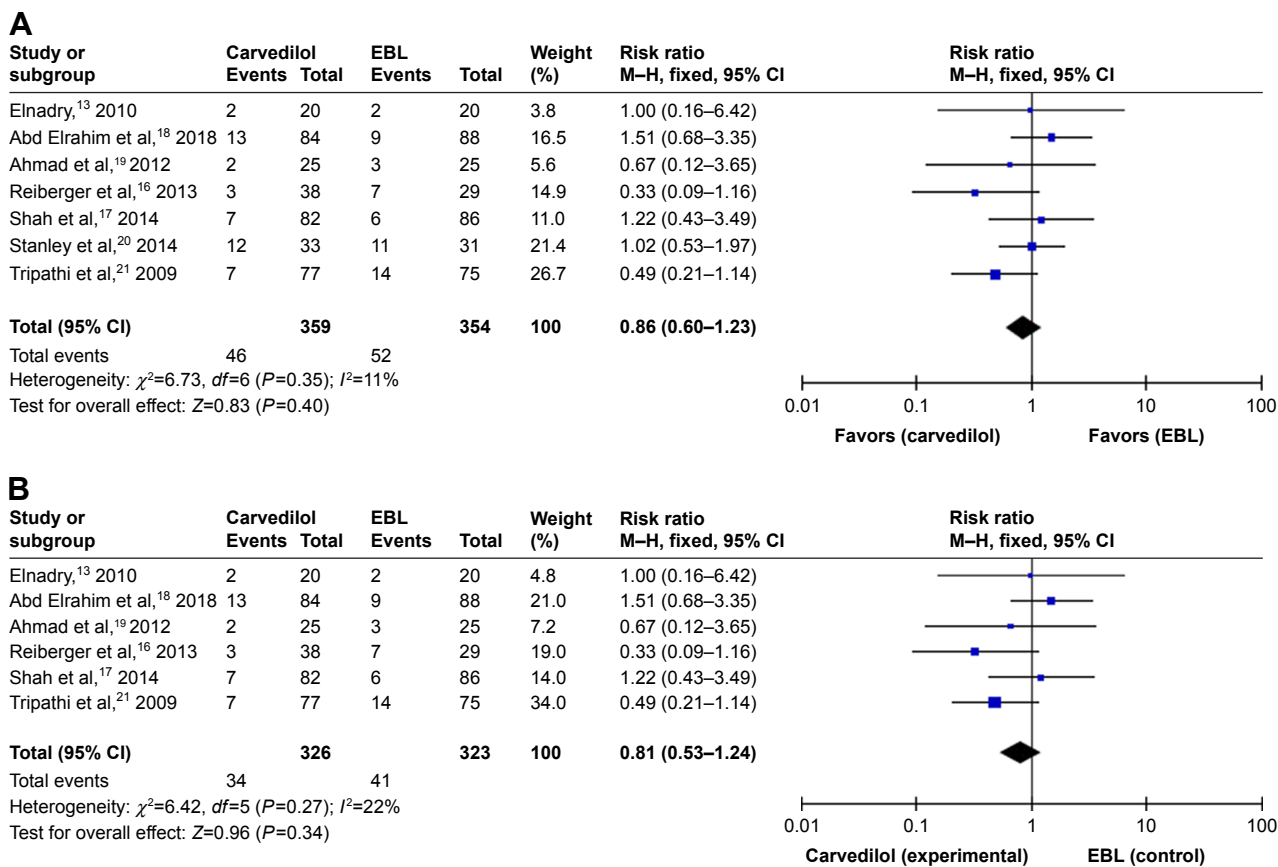 A
Study or Carvedilol EBL Weight Risk ratio Risk ratio
subgroup Events Total Events Total (%) M–H, fixed, 95% CI M–H, fixed, 95% CI
Elnadry,13 2010 2 20 2 20 3.8 1.00 (0.16–6.42)
Abd Elrahim et al,18 2018 13 84 9 88 16.5 1.51 (0.68–3.35)
Ahmad et al,19 2012 2 25 3 25 5.6 0.67 (0.12–3.65)
Reiberger et al,16 2013 3 38 7 29 14.9 0.33 (0.09–1.16)
Shah et al,17 2014 7 82 6 86 11.0 1.22 (0.43–3.49)
Stanley et al,20 2014 12 33 11 31 21.4 1.02 (0.53–1.97)
Tripathi et al,21 2009 7 77 14 75 26.7 0.49 (0.21–1.14)
Total (95% CI) 359 354 100 0.86 (0.60–1.23)
Total events 46 52
Heterogeneity: χ²=6.73, df=6 (P=0.35); I²=11%
Test for overall effect: Z=0.83 (P=0.40)
0.01 0.1 1 10 100
Favors (carvedilol) Favors (EBL)
B
Study or Carvedilol EBL Weight Risk ratio Risk ratio
subgroup Events Total Events Total (%) M–H, fixed, 95% CI M–H, fixed, 95% CI
Elnadry,13 2010 2 20 2 20 4.8 1.00 (0.16–6.42)
Abd Elrahim et al,18 2018 13 84 9 88 21.0 1.51 (0.68–3.35)
Ahmad et al,19 2012 2 25 3 25 7.2 0.67 (0.12–3.65)
Reiberger et al,16 2013 3 38 7 29 19.0 0.33 (0.09–1.16)
Shah et al,17 2014 7 82 6 86 14.0 1.22 (0.43–3.49)
Tripathi et al,21 2009 7 77 14 75 34.0 0.49 (0.21–1.14)
Total (95% CI) 326 323 100 0.81 (0.53–1.24)
Total events 34 41
Heterogeneity: χ²=6.42, df=5 (P=0.27); I²=22%
Test for overall effect: Z=0.96 (P=0.34)
0.01 0.1 1 10 100
Carvedilol (experimental) EBL (control)